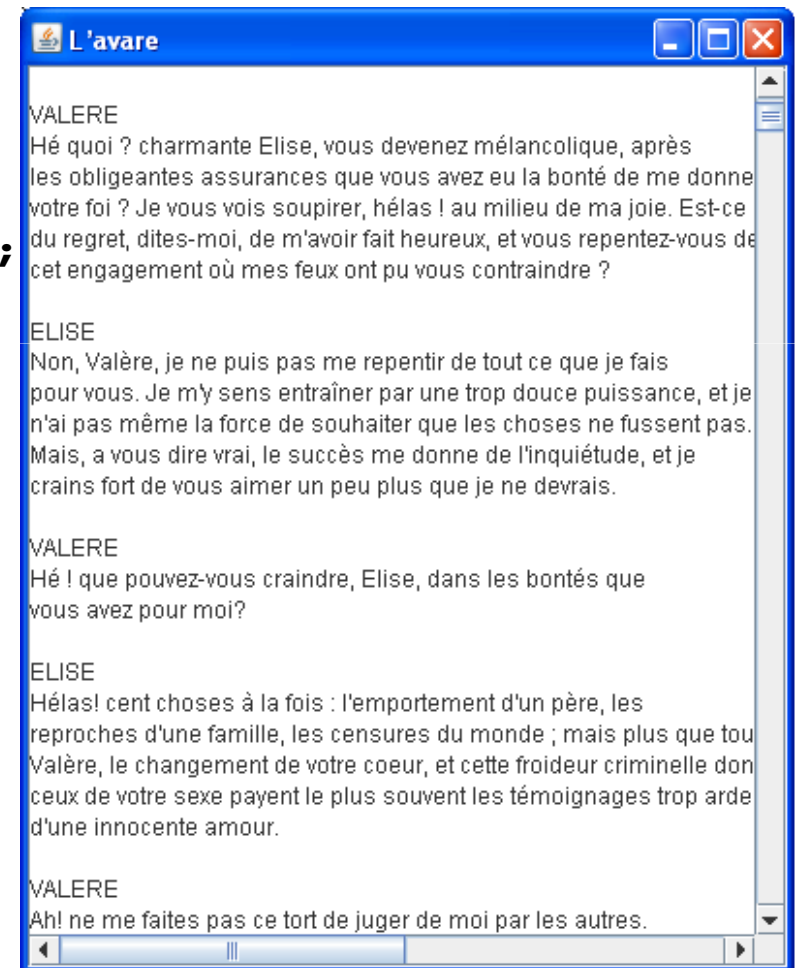 L'avare
VALERE
Hé quoi ? charmante Elise, vous devenez mélancolique, après
les obligeantes assurances que vous avez eu la bonté de me donne
votre foi ? Je vous vois soupirer, hélas ! au milieu de ma joie. Est-ce
;
du regret, dites-moi, de m'avoir fait heureux, et vous repentez-vous de
cet engagement où mes feux ont pu vous contraindre ?
ELISE
Non, Valère, je ne puis pas me repentir de tout ce que je fais
pour vous. Je m'y sens entraîner par une trop douce puissance, et je
n'ai pas même la force de souhaiter que les choses ne fussent pas.
Mais, a vous dire vrai, le succès me donne de l'inquiétude, et je
crains fort de vous aimer un peu plus que je ne devrais.
VALERE
Hé ! que pouvez-vous craindre, Elise, dans les bontés que
vous avez pour moi?
ELISE
Hélas! cent choses à la fois : l'emportement d'un père, les
reproches d'une famille, les censures du monde ; mais plus que tou
Valère, le changement de votre coeur, et cette froideur criminelle don
ceux de votre sexe payent le plus souvent les témoignages trop arde
d'une innocente amour.
VALERE
Ah! ne me faites pas ce tort de juger de moi par les autres.